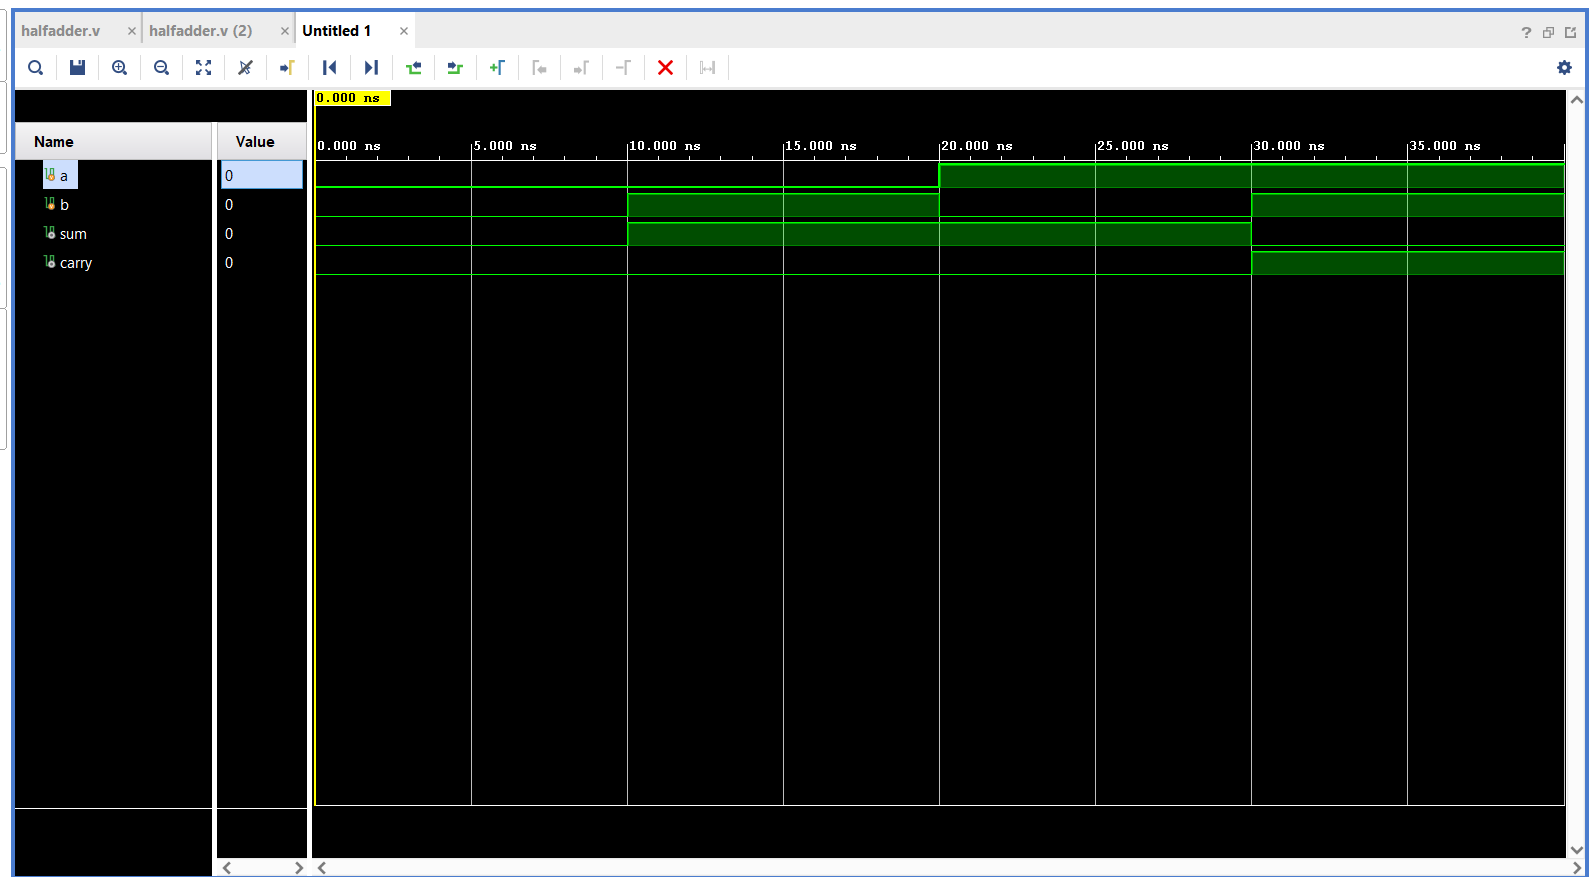 halfadder.v × halfadder.v (2) × Untitled 1 × ?
0.000 ns
Name Value
0.000 ns 5.000 ns 10.000 ns 15.000 ns 20.000 ns 25.000 ns 30.000 ns 35.000 ns
a 0
b 0
sum 0
carry 0